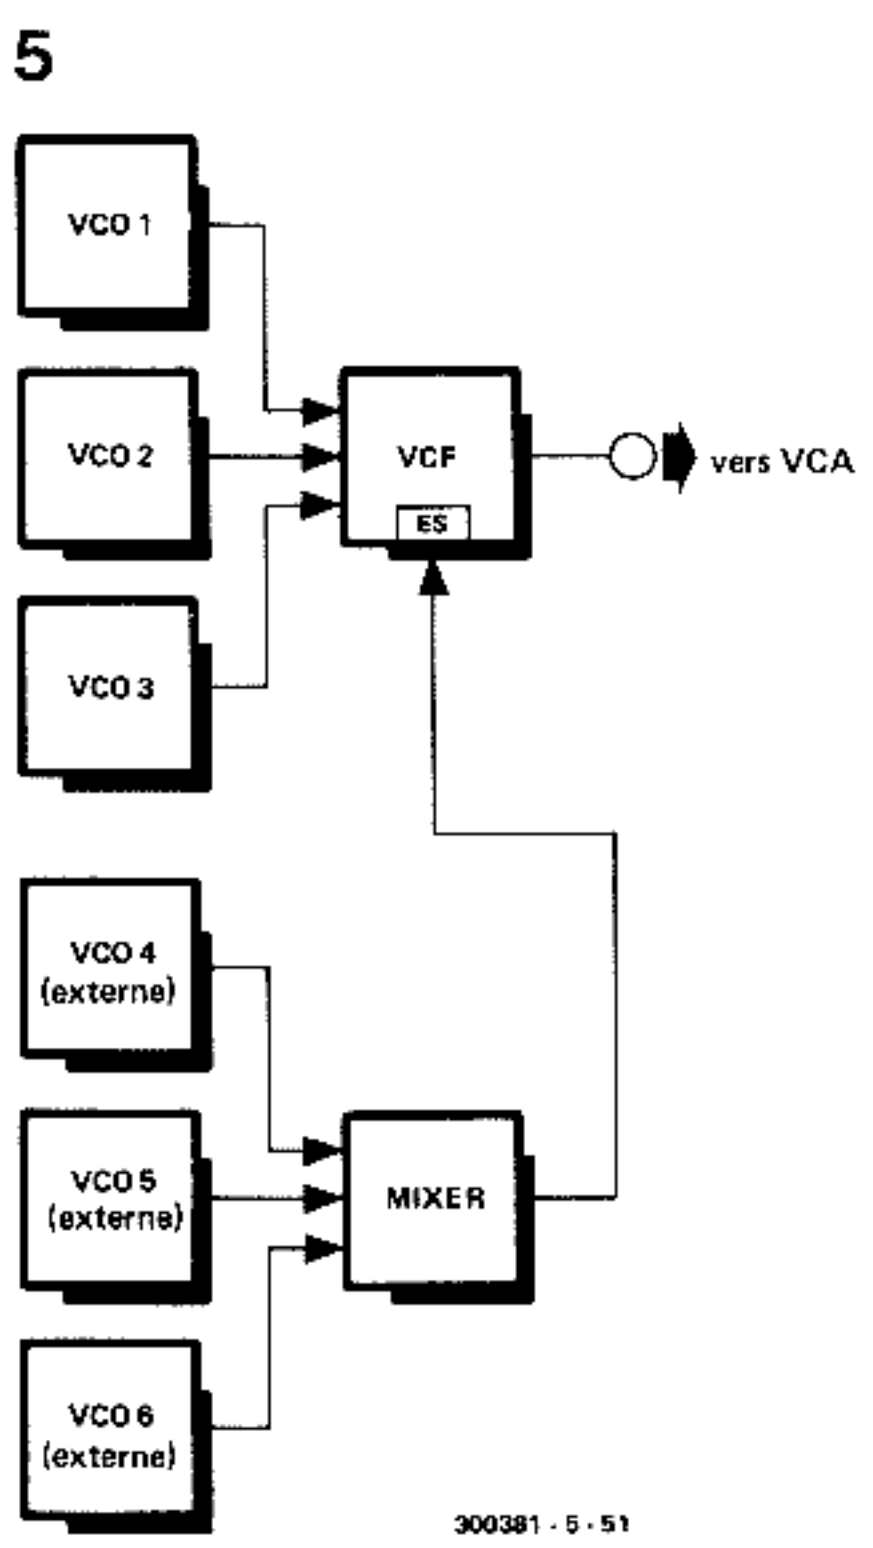 5
VCO 1
VCO 2
VCF
vers VCA
ES
VCO 3
VCO 4
(externe)
VCO 5
(externe)
MIXER
VCO 6
(externe)
300381 - 5 - 51